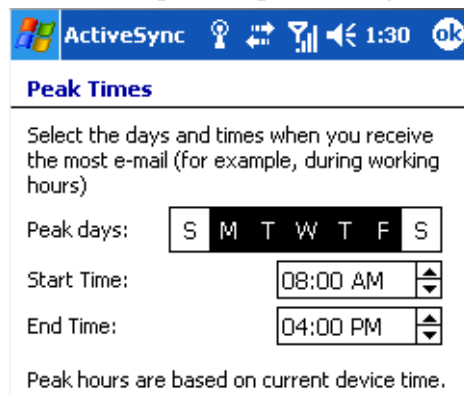 ActiveSync 1:30 ok
Peak Times
Select the days and times when you receive
the most e-mail (for example, during working
hours)
Peak days: S M T W T F S
Start Time: 08:00 AM
End Time: 04:00 PM
Peak hours are based on current device time.